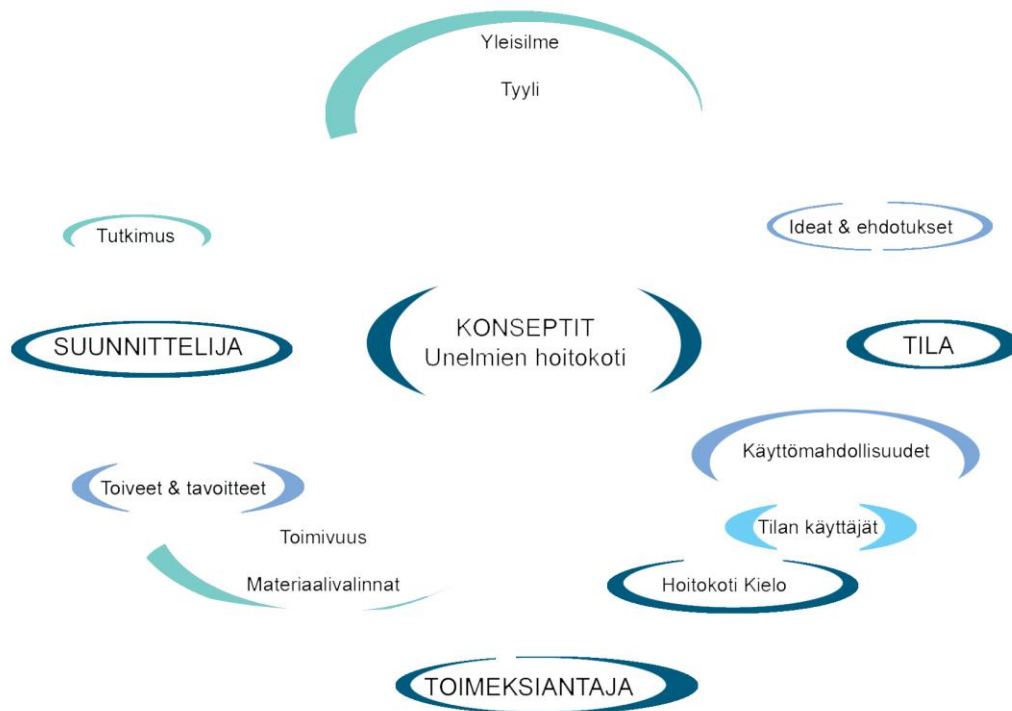 Yleisilme
Tyyli
Tutkimus
Ideat & ehdotukset
SUUNNITTELIJA
KONSEPTIT
Unelmien hoitokoti
TILA
Käyttömahdollisuudet
Toiveet & tavoitteet
Tilan käyttäjät
Toimivuus
Materiaalivalinnat
Hoitokoti Kielo
TOIMEKSIANTAJA